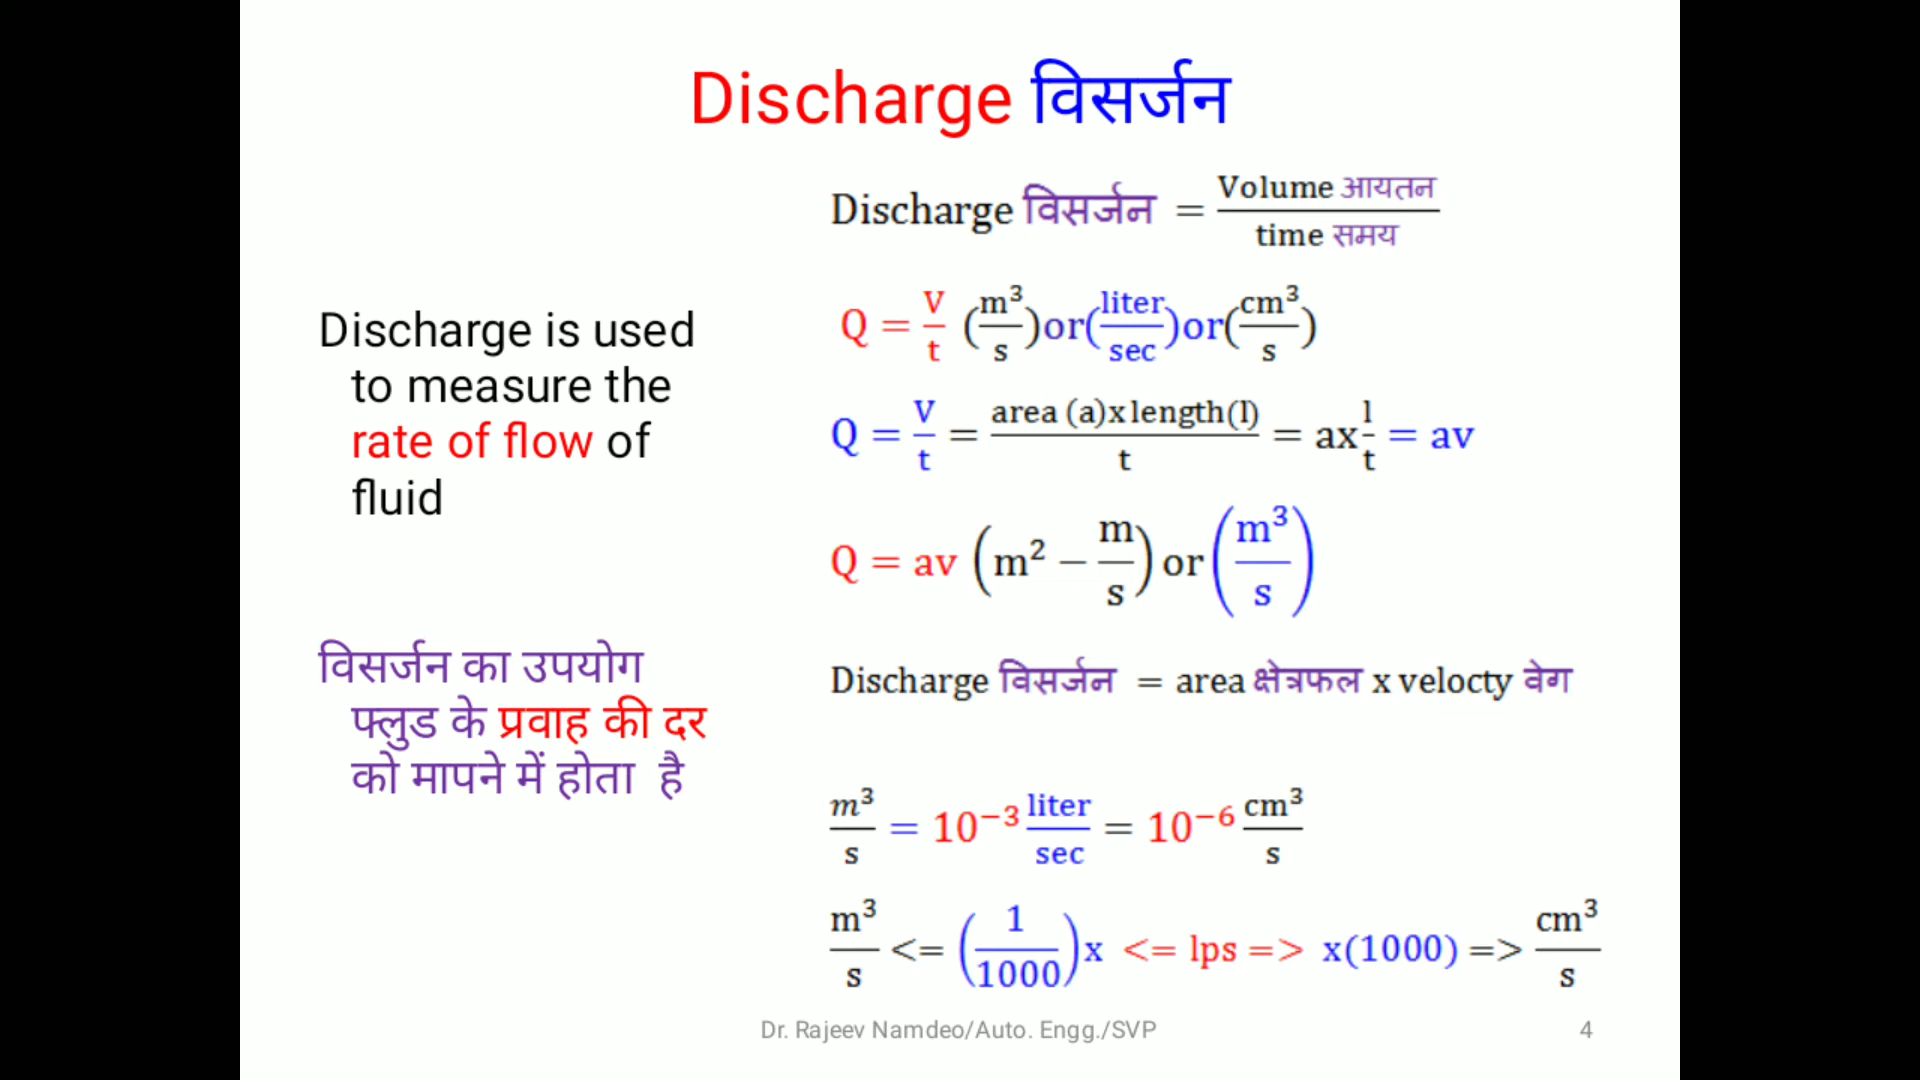 Discharge विसर्जन
Discharge विसर्जन = Volume आयतन / time समय
Q = V/t (m³/s)or(liter/sec)or(cm³/s)
Q = V/t = area (a)x length(l)/t = ax l/t = av
Q = av (m² − m/s) or (m³/s)
Discharge विसर्जन = area क्षेत्रफल x velocty वेग
m³/s = 10⁻³ liter/sec = 10⁻⁶ cm³/s
m³/s <= (1/1000)x <= lps => x(1000) => cm³/s
Discharge is used
to measure the
rate of flow of
fluid
विसर्जन का उपयोग
फ्लुड के प्रवाह की दर
को मापने में होता है
Dr. Rajeev Namdeo/Auto. Engg./SVP
4